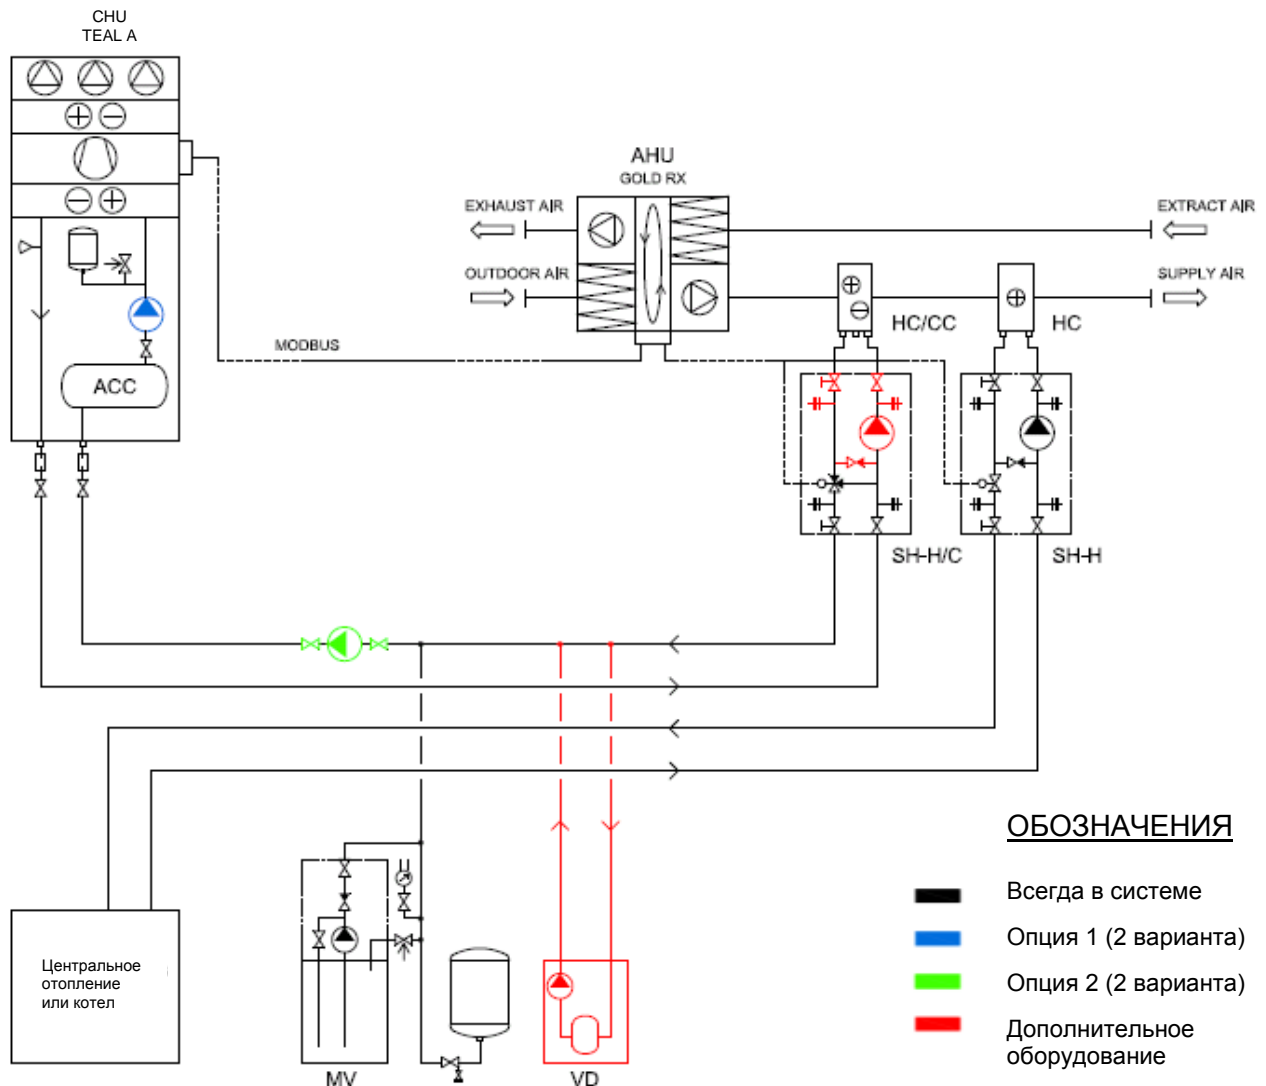 CHU
TEAL A
AHU
GOLD RX
EXHAUST AIR
EXTRACT AIR
OUTDOOR AIR
SUPPLY AIR
HC/CC
HC
MODBUS
ACC
SH-H/C
SH-H
ОБОЗНАЧЕНИЯ
Всегда в системе
Опция 1 (2 варианта)
Опция 2 (2 варианта)
Дополнительное
оборудование
Центральное
отопление
или котел
MV
VD